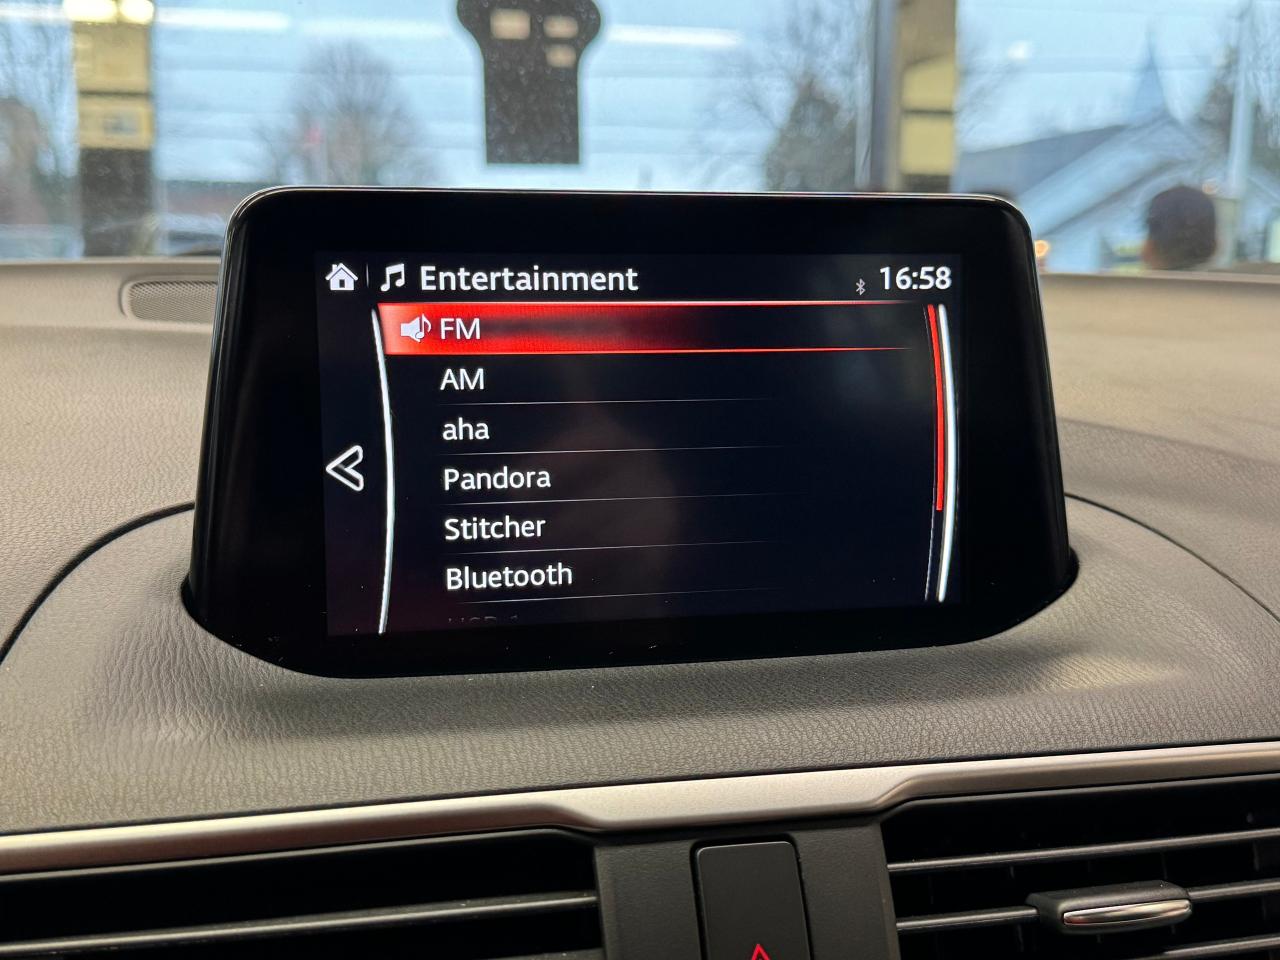 Entertainment 16:58
FM
AM
aha
Pandora
Stitcher
Bluetooth